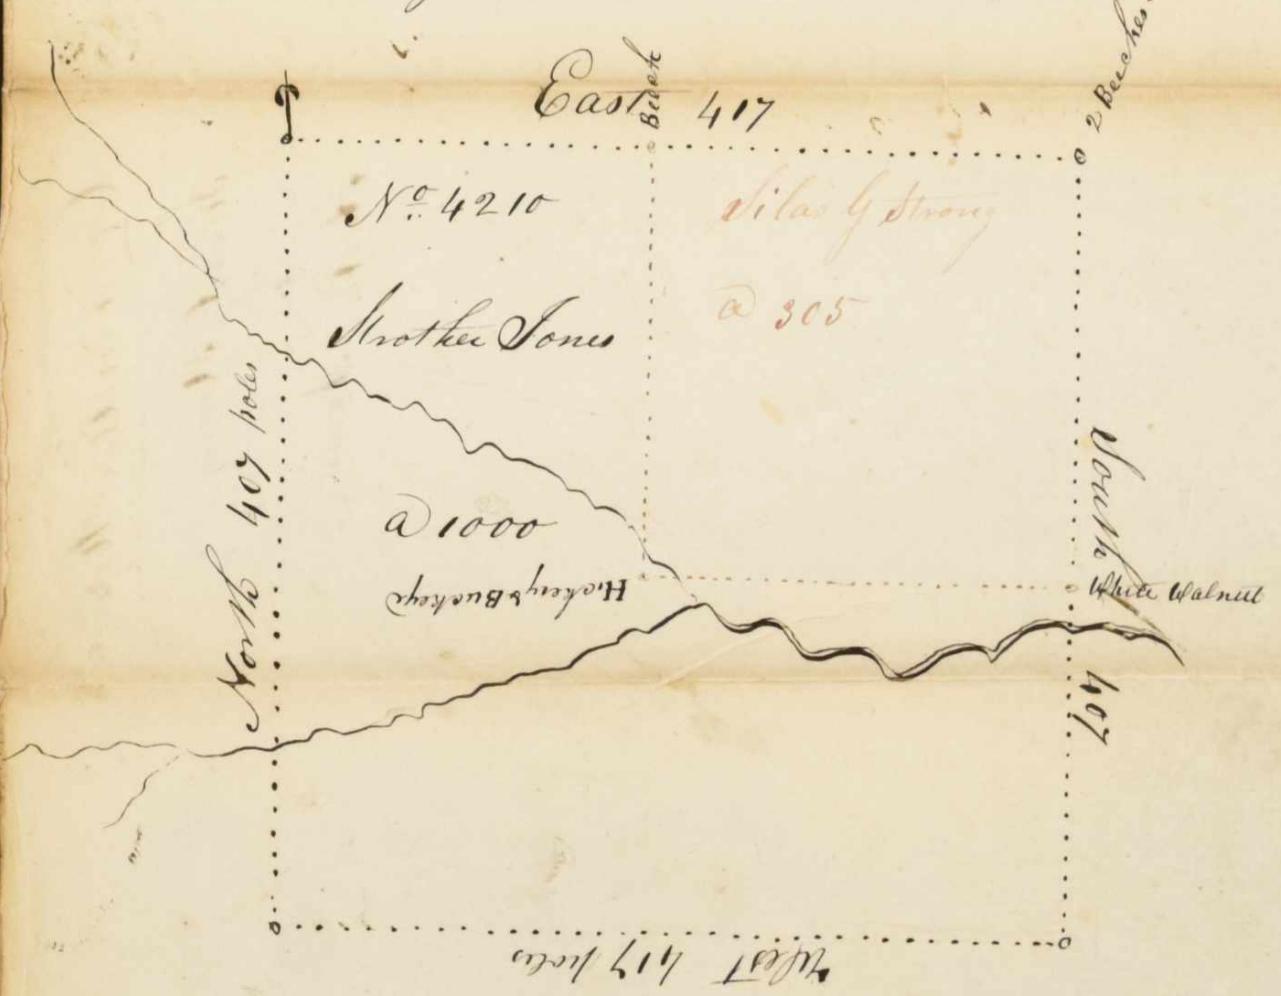 East 417
Beech
2 Beeches
No. 4210
Silas G Strong
a 305
Strother Jones
North 407 poles
a 1000
South 407
Hickery & Buckeye
White Walnut
West 417 poles